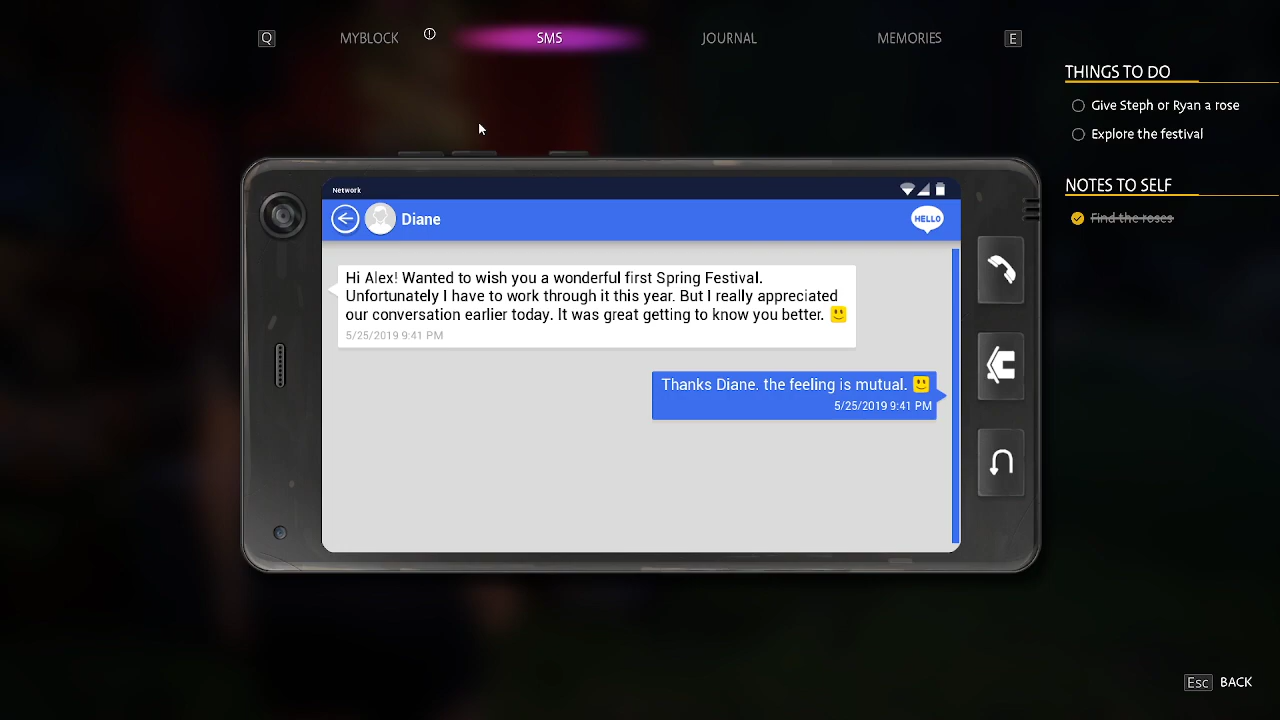 Q
MYBLOCK
SMS
JOURNAL
MEMORIES
E
THINGS TO DO
Give Steph or Ryan a rose
Explore the festival
NOTES TO SELF
Find the roses
Network
Diane
HELLO
Hi Alex! Wanted to wish you a wonderful first Spring Festival.
Unfortunately I have to work through it this year. But I really appreciated
our conversation earlier today. It was great getting to know you better.
5/25/2019 9:41 PM
Thanks Diane. the feeling is mutual.
5/25/2019 9:41 PM
Esc BACK